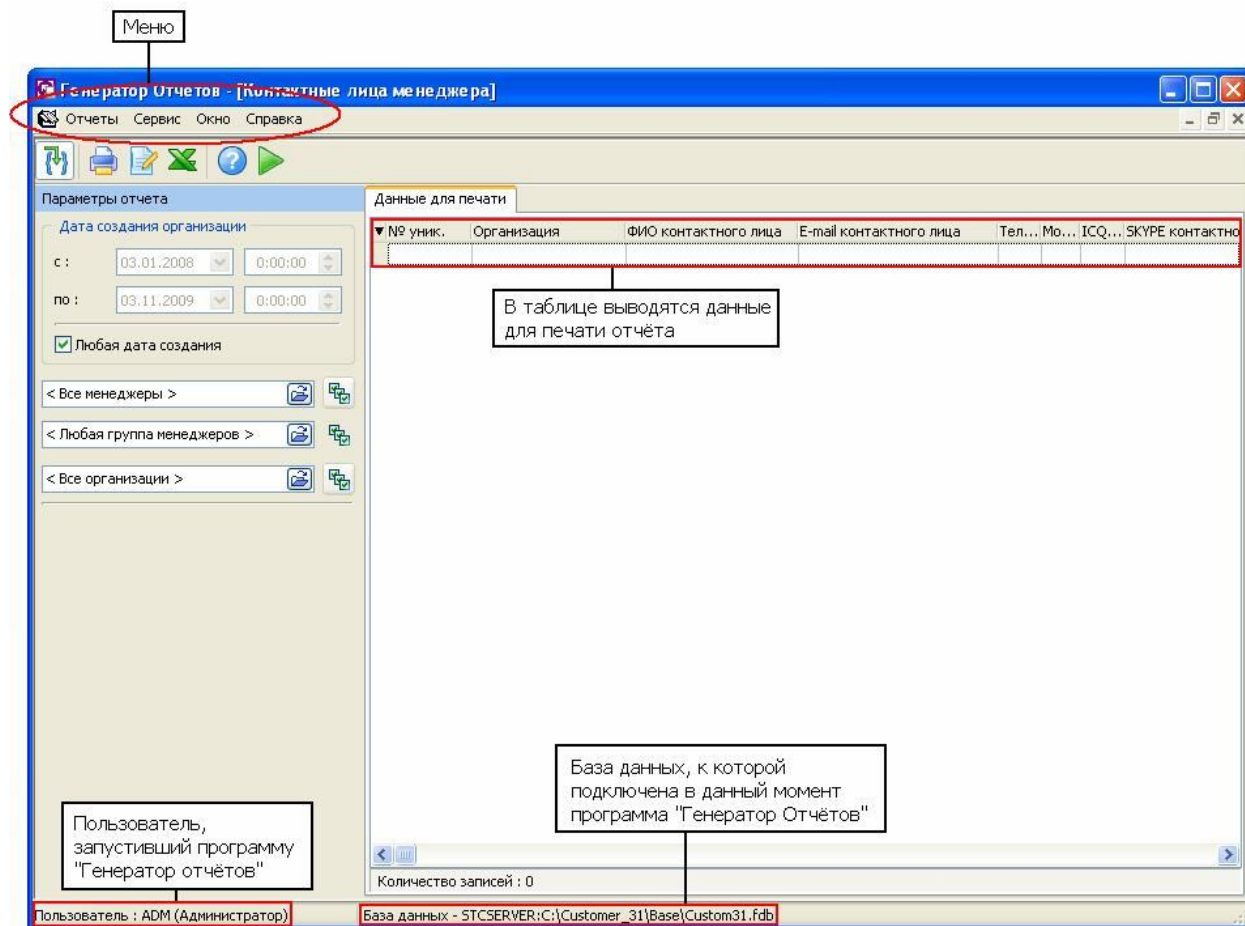 Меню
Генератор Отчетов - [Контактные лица менеджера]
Отчеты Сервис Окно Справка
Параметры отчета
Данные для печати
Дата создания организации
с : 03.01.2008 0:00:00
по : 03.11.2009 0:00:00
Любая дата создания
< Все менеджеры >
< Любая группа менеджеров >
< Все организации >
№ уник. Организация ФИО контактного лица E-mail контактного лица Тел... Мо... ICQ... SKYPE контактно
В таблице выводятся данные
для печати отчёта
База данных, к которой
подключена в данный момент
программа "Генератор Отчётов"
Пользователь,
запустивший программу
"Генератор отчётов"
Количество записей : 0
Пользователь : ADM (Администратор)
База данных - STCSERVER:C:\Customer_31\Base\Custom31.fdb